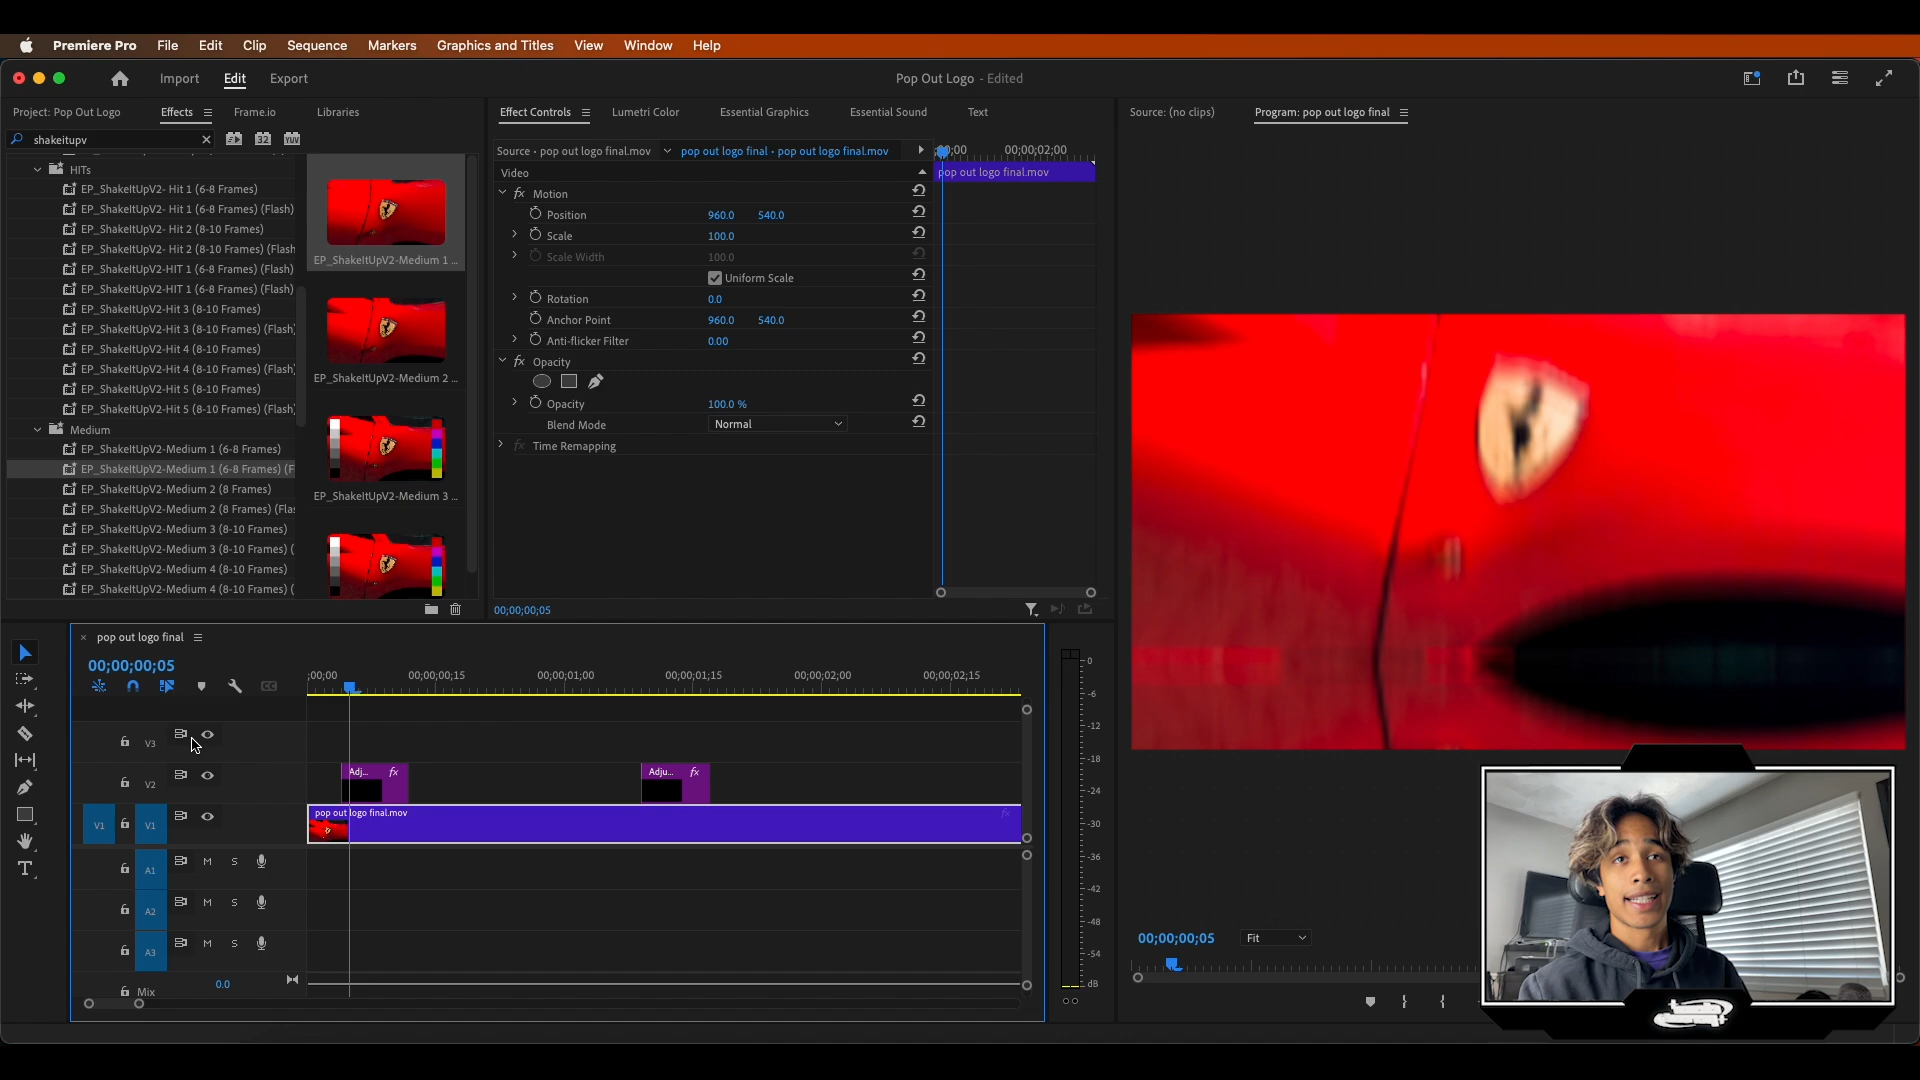 Premiere Pro File Edit Clip Sequence Markers Graphics and Titles View Window Help
Import Edit Export
Pop Out Logo - Edited
Project: Pop Out Logo Effects Frame.io Libraries
shakeitupv
HITs
EP_ShakeItUpV2- Hit 1 (6-8 Frames)
EP_ShakeItUpV2- Hit 1 (6-8 Frames) (Flash)
EP_ShakeItUpV2- Hit 2 (8-10 Frames)
EP_ShakeItUpV2- Hit 2 (8-10 Frames) (Flash
EP_ShakeItUpV2-HIT 1 (6-8 Frames) (Flash)
EP_ShakeItUpV2-HIT 1 (6-8 Frames) (Flash)
EP_ShakeItUpV2-Hit 3 (8-10 Frames)
EP_ShakeItUpV2-Hit 3 (8-10 Frames) (Flash)
EP_ShakeItUpV2-Hit 4 (8-10 Frames)
EP_ShakeItUpV2-Hit 4 (8-10 Frames) (Flash)
EP_ShakeItUpV2-Hit 5 (8-10 Frames)
EP_ShakeItUpV2-Hit 5 (8-10 Frames) (Flash)
Medium
EP_ShakeItUpV2-Medium 1 (6-8 Frames)
EP_ShakeItUpV2-Medium 1 (6-8 Frames) (F
EP_ShakeItUpV2-Medium 2 (8 Frames)
EP_ShakeItUpV2-Medium 2 (8 Frames) (Fla
EP_ShakeItUpV2-Medium 3 (8-10 Frames)
EP_ShakeItUpV2-Medium 3 (8-10 Frames) (
EP_ShakeItUpV2-Medium 4 (8-10 Frames)
EP_ShakeItUpV2-Medium 4 (8-10 Frames) (
EP_ShakeItUpV2-Medium 1 ...
EP_ShakeItUpV2-Medium 2 ...
EP_ShakeItUpV2-Medium 3 ...
Effect Controls Lumetri Color Essential Graphics Essential Sound Text
Source • pop out logo final.mov pop out logo final • pop out logo final.mov
;00;00 00;00;02;00
Video
pop out logo final.mov
fx Motion
Position 960.0 540.0
Scale 100.0
Scale Width 100.0
Uniform Scale
Rotation 0.0
Anchor Point 960.0 540.0
Anti-flicker Filter 0.00
fx Opacity
Opacity 100.0 %
Blend Mode Normal
fx Time Remapping
00;00;00;05
Source: (no clips) Program: pop out logo final
× pop out logo final
00;00;00;05
;00;00 00;00;00;15 00;00;01;00 00;00;01;15 00;00;02;00 00;00;02;15
V3
V2
Adj... fx
Adju... fx
V1 V1
pop out logo final.mov fx
A1 M S
A2 M S
A3 M S
Mix 0.0
0
-6
-12
-18
-24
-30
-36
-42
-48
-54
dB
00;00;00;05 Fit